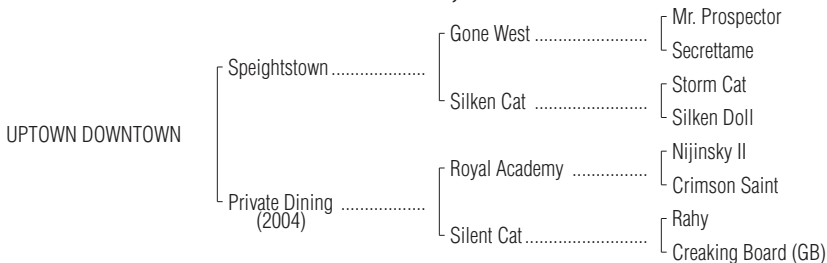 Mr. Prospector
Gone West ....................................
Secrettame
Speightstown ....................
Storm Cat
Silken Cat ....................................
Silken Doll
UPTOWN DOWNTOWN
Nijinsky II
Royal Academy ........................
Crimson Saint
Private Dining ..................
(2004)
Rahy
Silent Cat ....................................
Creaking Board (GB)